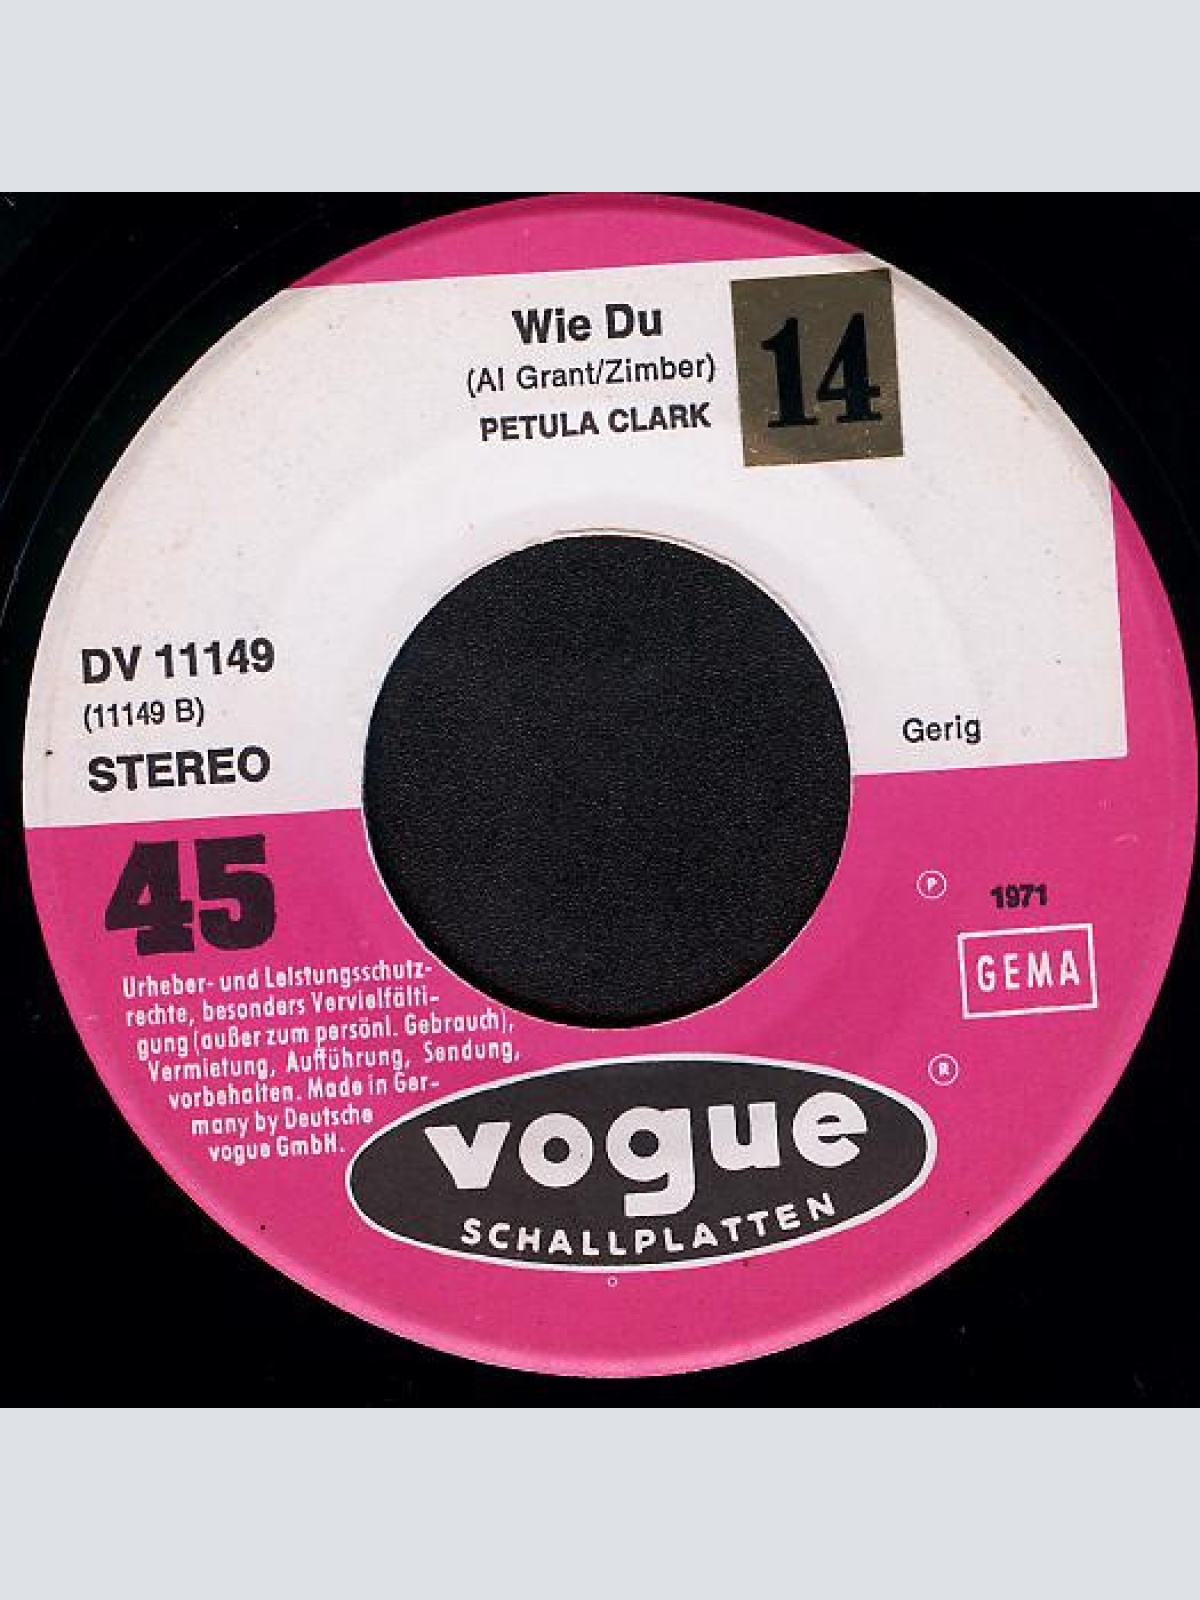 Wie Du
(Al Grant/Zimber)
PETULA CLARK
14
DV 11149
(11149 B)
STEREO
Gerig
45
Ⓟ 1971
GEMA
Urheber- und Leistungsschutz-
rechte, besonders Vervielfälti-
gung (außer zum persönl. Gebrauch),
Vermietung, Aufführung, Sendung,
vorbehalten. Made in Ger-
many by Deutsche
vogue GmbH.
®
vogue
SCHALLPLATTEN